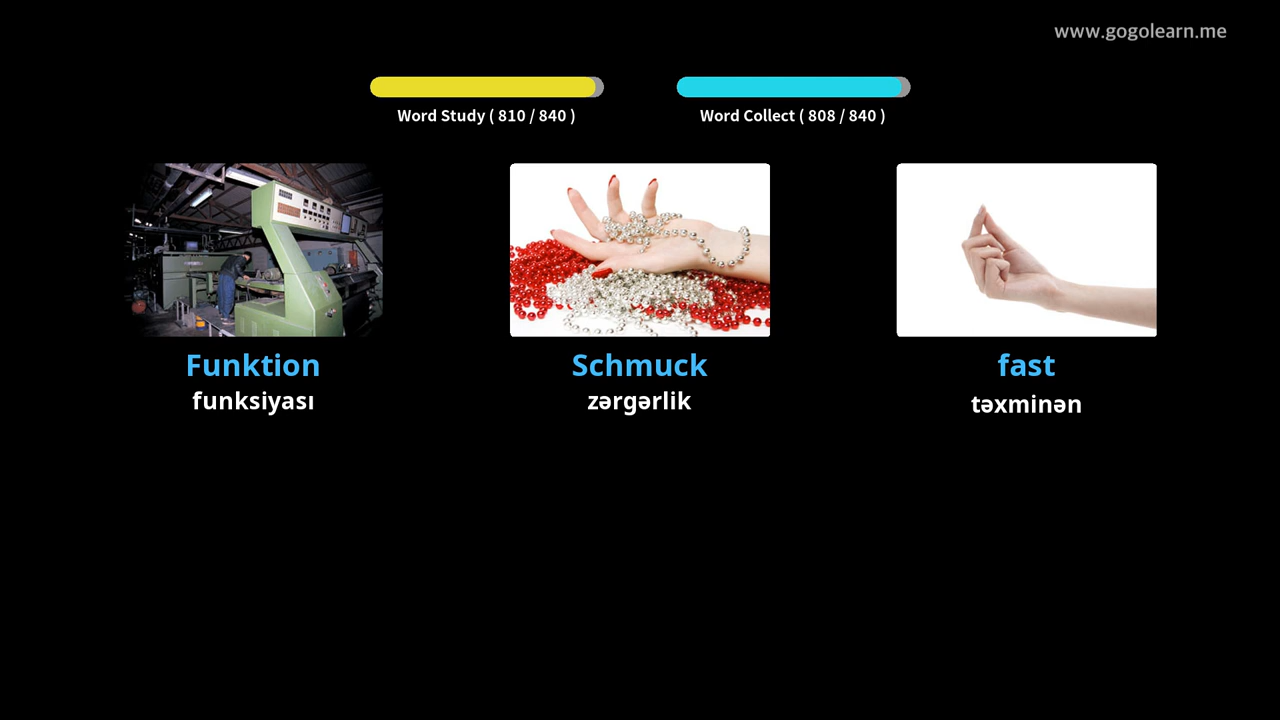 www.gogolearn.me
Word Study ( 810 / 840 )
Word Collect ( 808 / 840 )
Funktion
funksiyası
Schmuck
zərgərlik
fast
təxminən